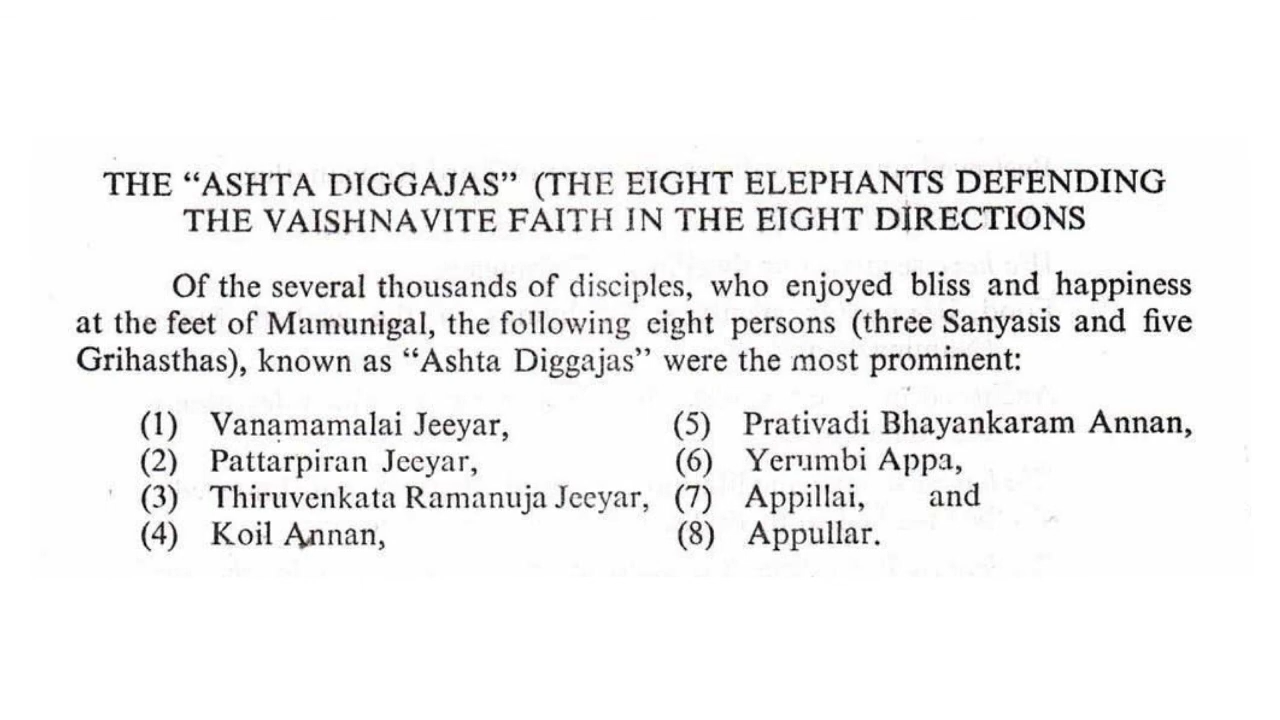 THE “ASHTA DIGGAJAS” (THE EIGHT ELEPHANTS DEFENDING
THE VAISHNAVITE FAITH IN THE EIGHT DIRECTIONS
Of the several thousands of disciples, who enjoyed bliss and happiness
at the feet of Mamunigal, the following eight persons (three Sanyasis and five
Grihasthas), known as “Ashta Diggajas” were the most prominent:
(1) Vanamamalai Jeeyar,
(2) Pattarpiran Jeeyar,
(3) Thiruvenkata Ramanuja Jeeyar,
(4) Koil Annan,
(5) Prativadi Bhayankaram Annan,
(6) Yerumbi Appa,
(7) Appillai, and
(8) Appullar.